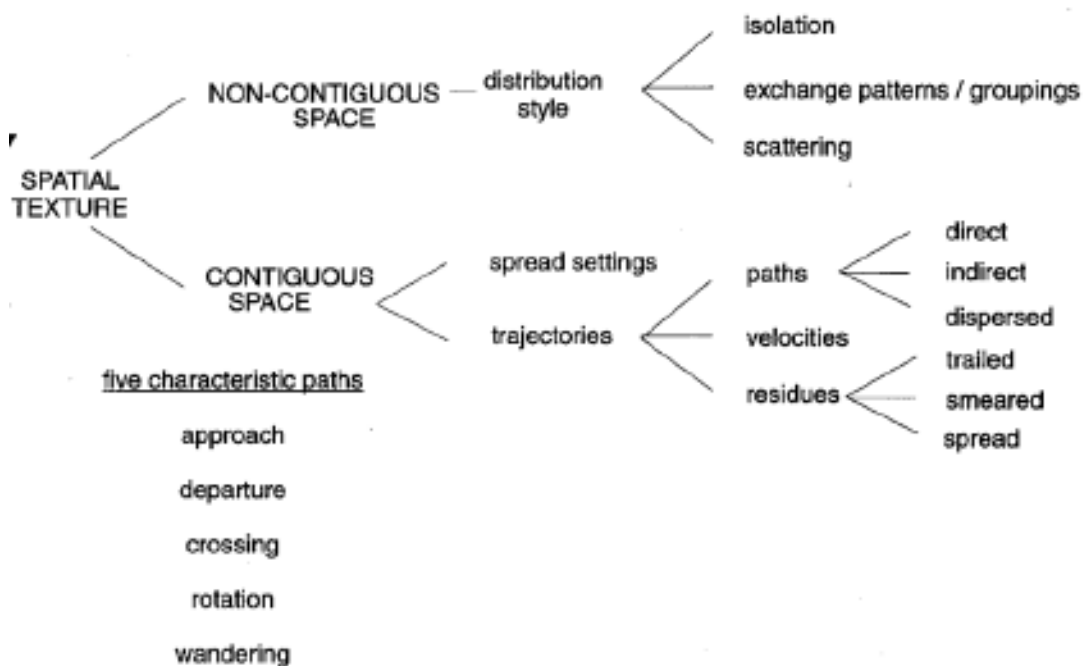 isolation
NON-CONTIGUOUS
SPACE
distribution
style
exchange patterns / groupings
scattering
SPATIAL
TEXTURE
CONTIGUOUS
SPACE
spread settings
trajectories
paths
velocities
residues
direct
indirect
dispersed
trailed
smeared
spread
five characteristic paths
approach
departure
crossing
rotation
wandering